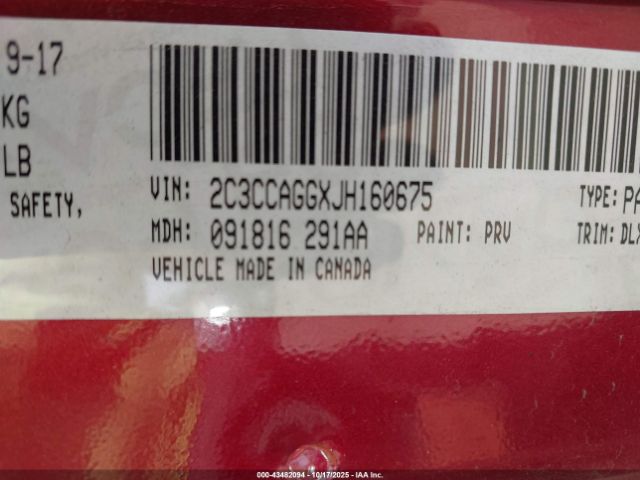 9-17
KG
LB
SAFETY,
VIN: 2C3CCAGGXJH160675 TYPE: PA
MDH: 091816 291AA PAINT: PRV TRIM: DLX
VEHICLE MADE IN CANADA
000-43482094 - 10/17/2025 - IAA Inc.